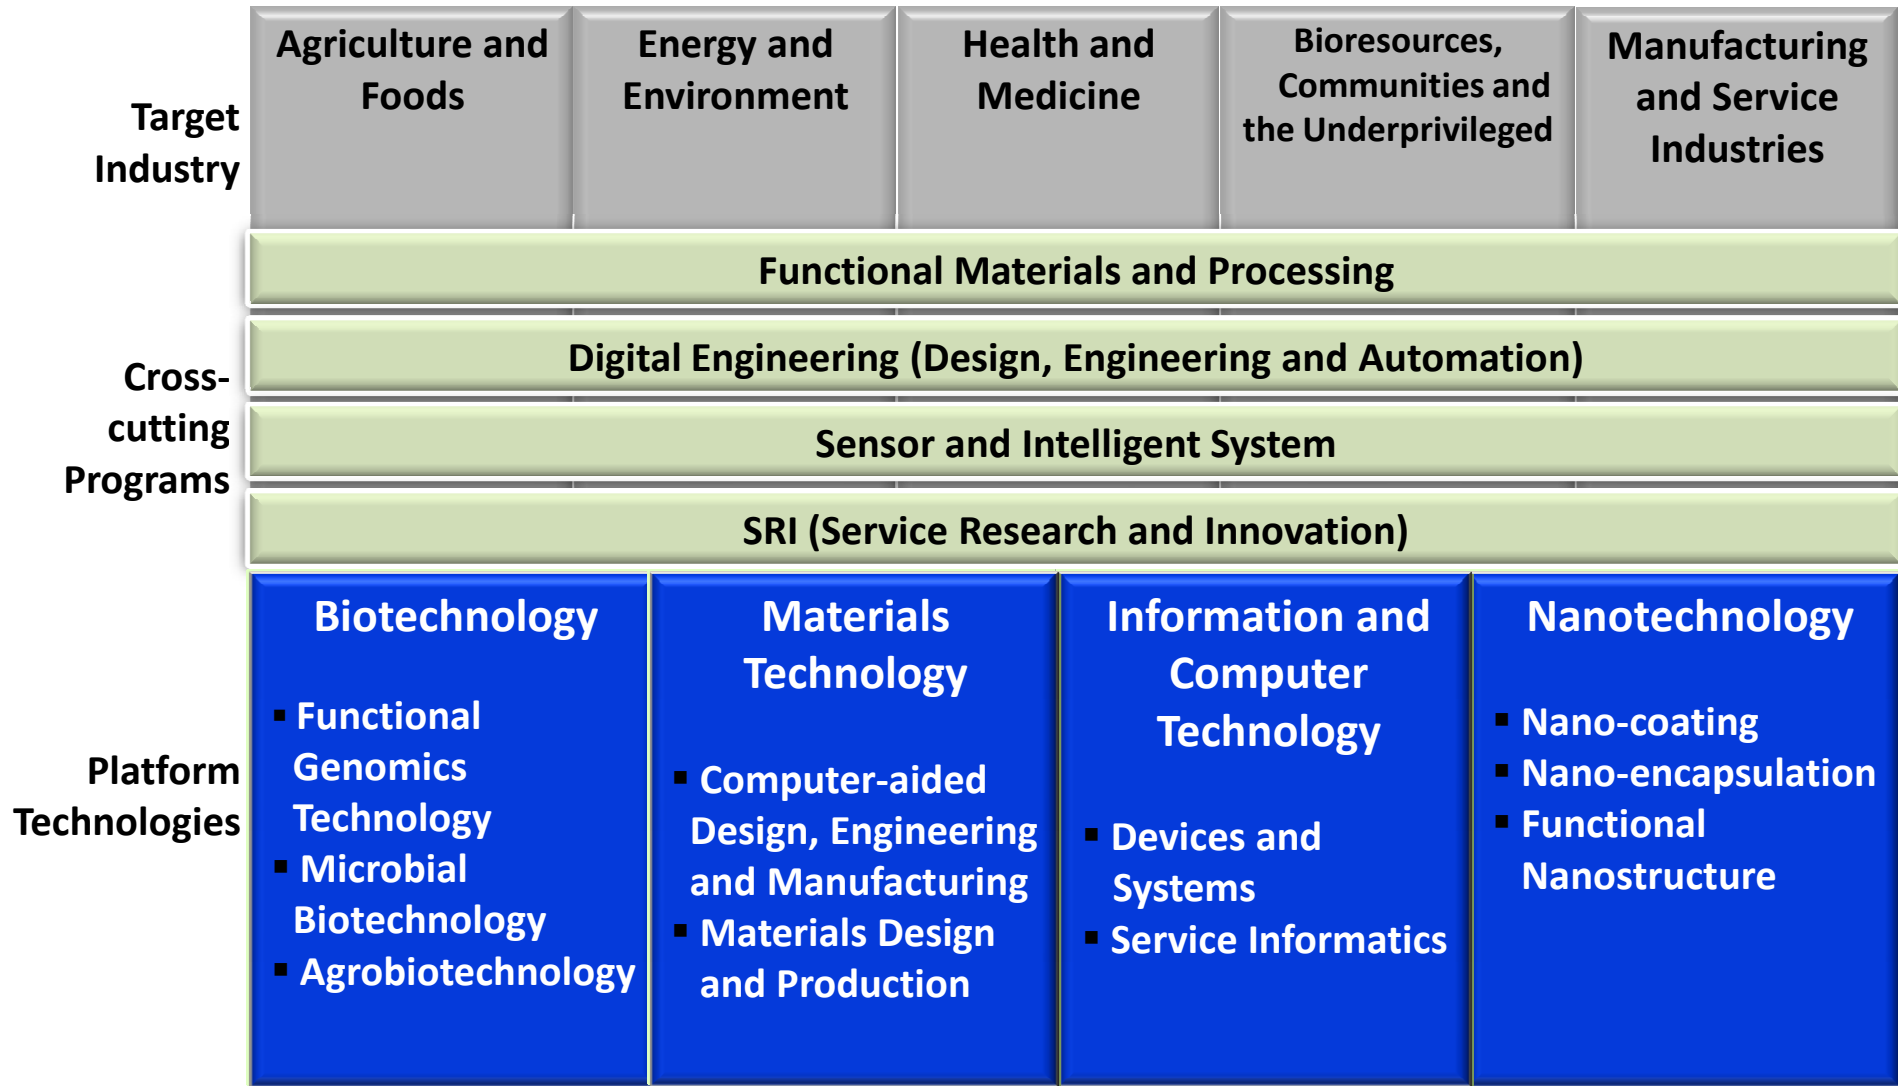 Target
Industry
Agriculture and
Foods
Energy and
Environment
Health and
Medicine
Bioresources,
Communities and
the Underprivileged
Manufacturing
and Service
Industries
Cross-
cutting
Programs
Functional Materials and Processing
Digital Engineering (Design, Engineering and Automation)
Sensor and Intelligent System
SRI (Service Research and Innovation)
Platform
Technologies
Biotechnology
▪ Functional
Genomics
Technology
▪ Microbial
Biotechnology
▪ Agrobiotechnology
Materials
Technology
▪ Computer-aided
Design, Engineering
and Manufacturing
▪ Materials Design
and Production
Information and
Computer
Technology
▪ Devices and
Systems
▪ Service Informatics
Nanotechnology
▪ Nano-coating
▪ Nano-encapsulation
▪ Functional
Nanostructure